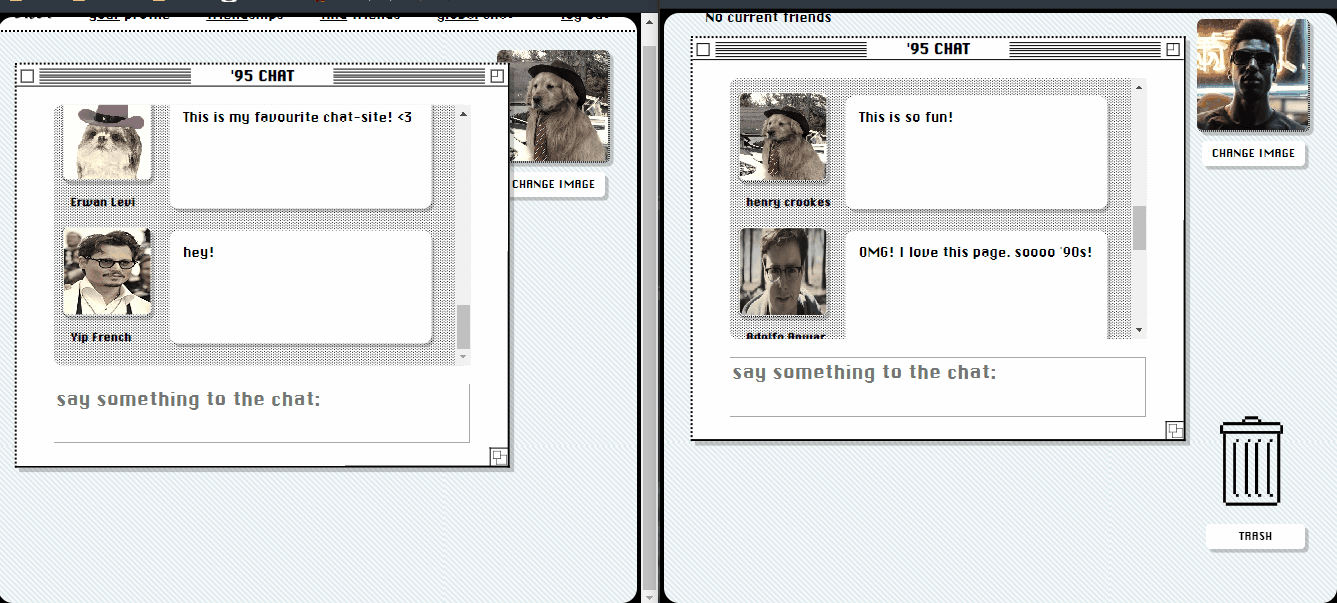 your profile
friendships
find friends
global chat
log out
'95 CHAT
This is my favourite chat-site! <3
Erwan Levi
hey!
Yip French
say something to the chat:
CHANGE IMAGE
No current friends
'95 CHAT
This is so fun!
henry crookes
OMG! I love this page. soooo '90s!
Adolfo Anwar
say something to the chat:
CHANGE IMAGE
TRASH